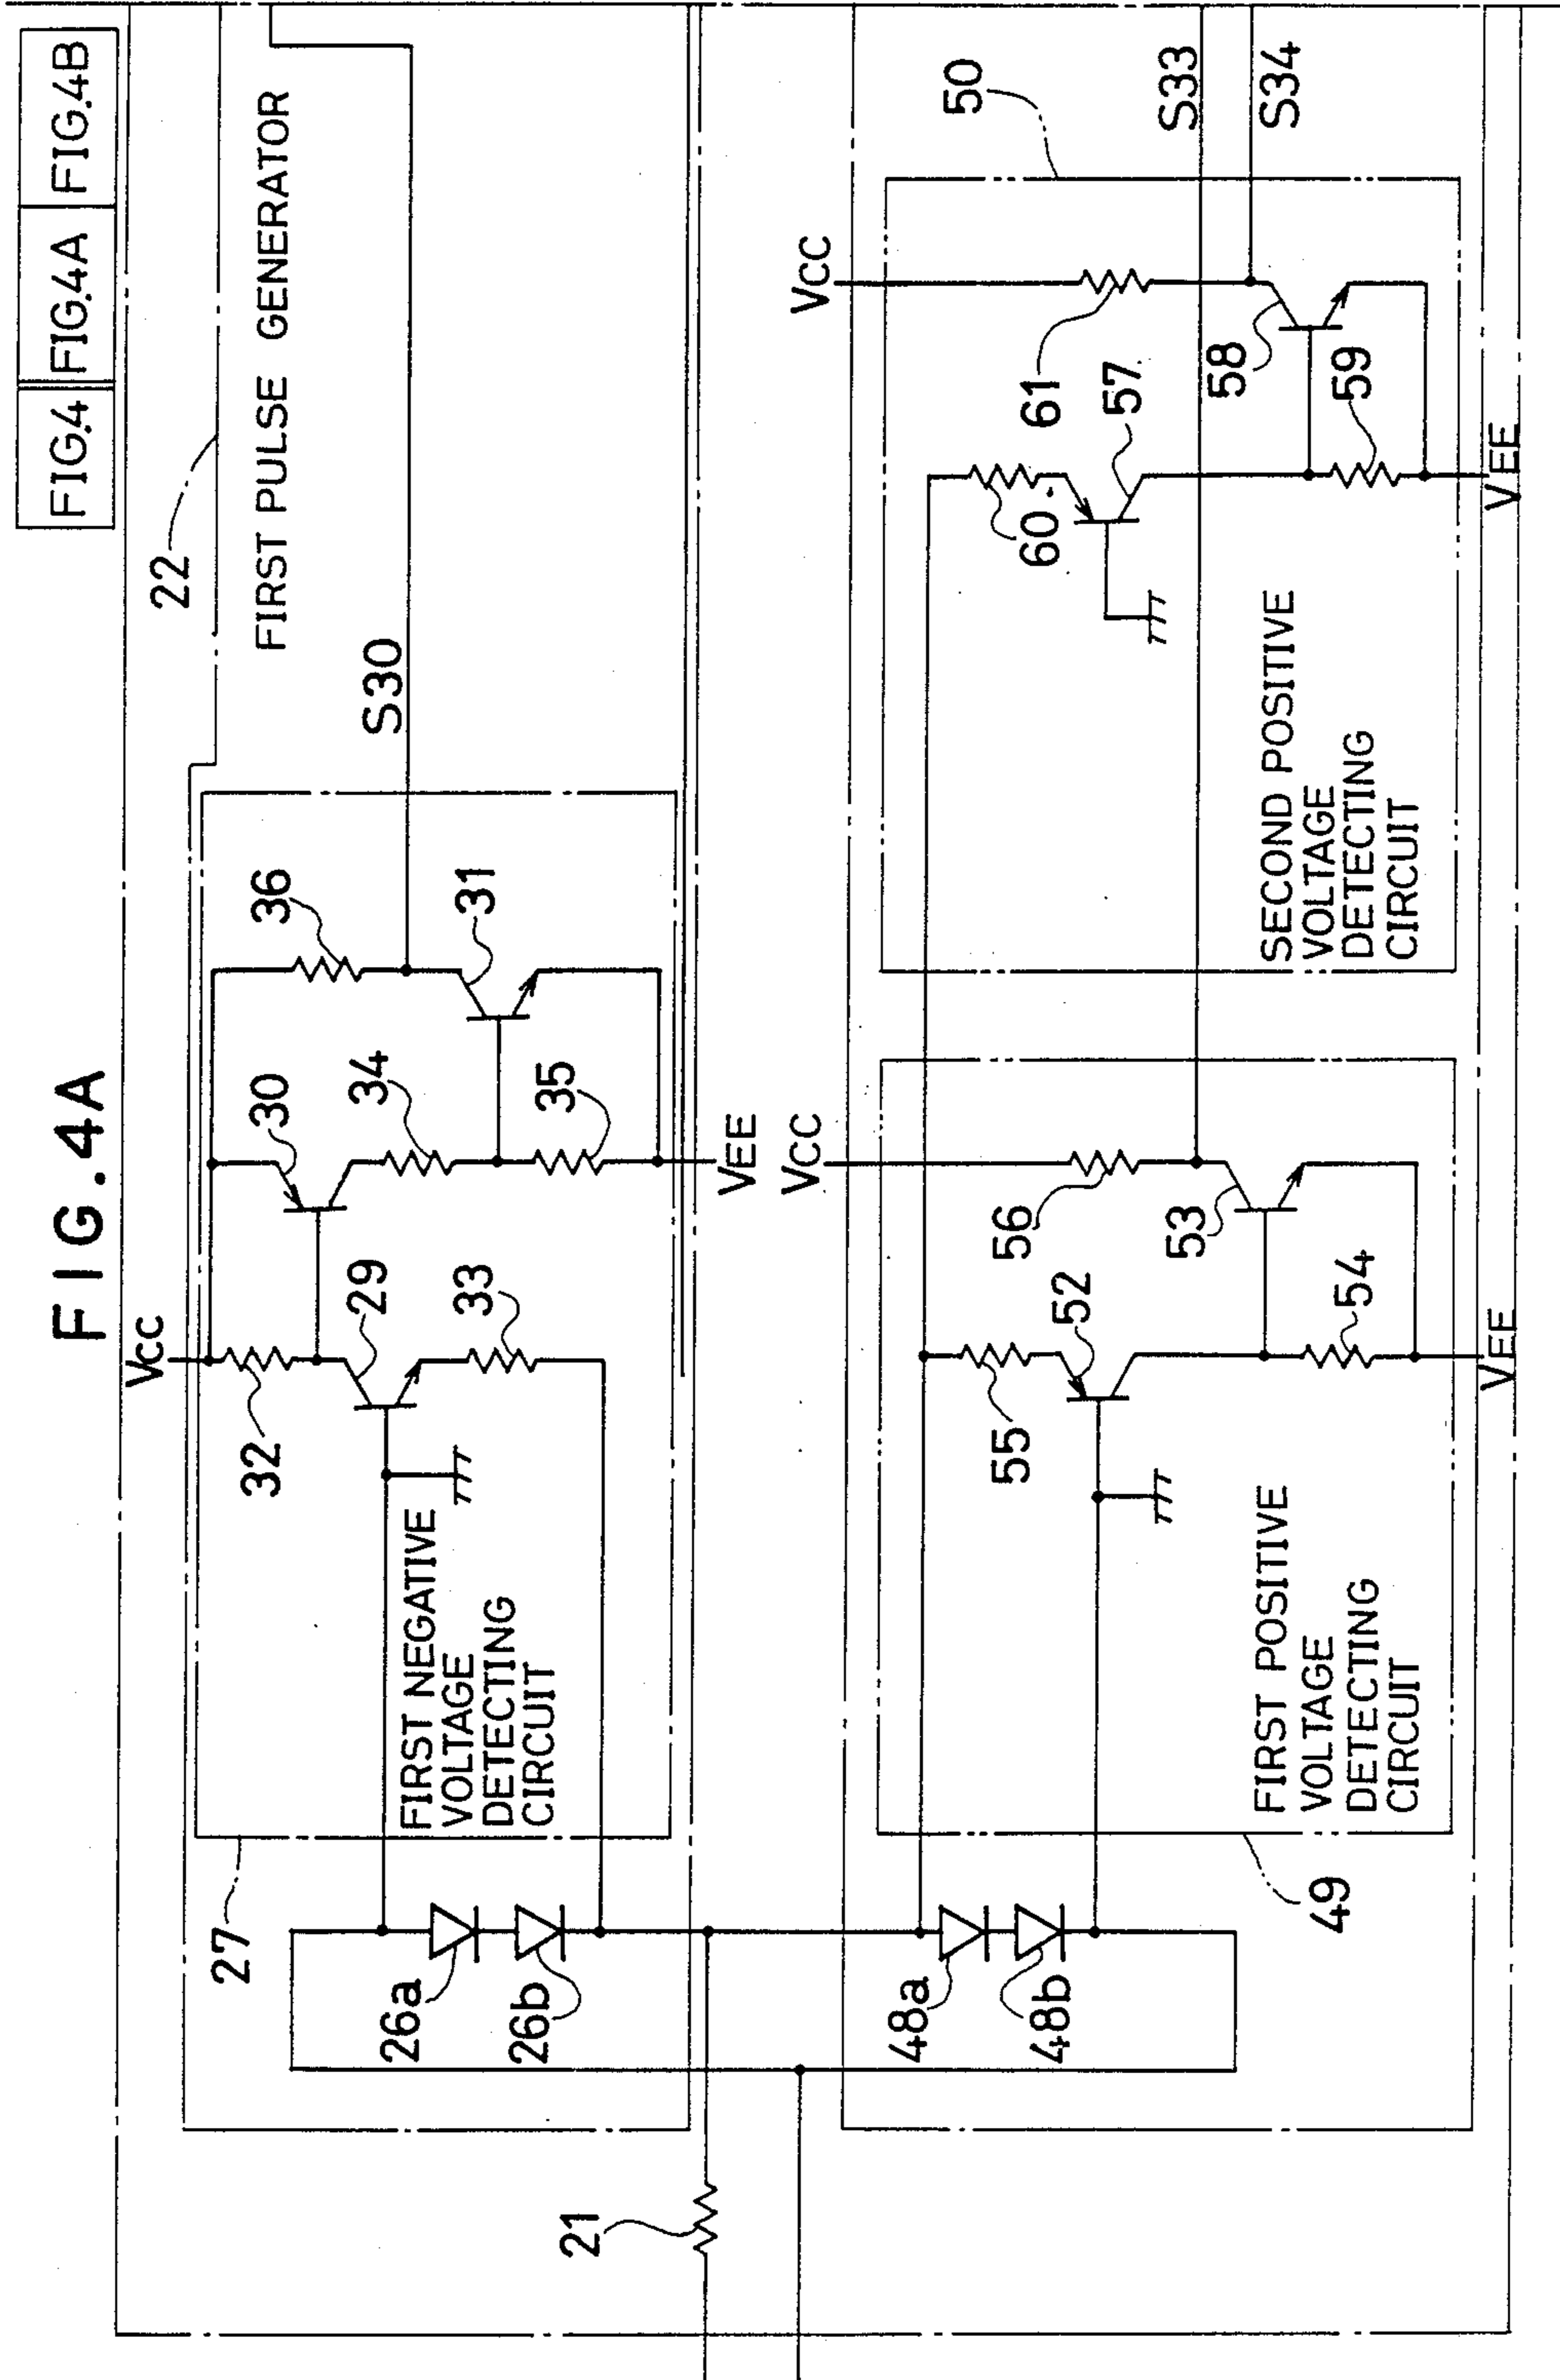 FIG.4A
FIG.4 FIG.4A FIG.4B
22
FIRST PULSE GENERATOR
VCC
32
29
33
30
34
35
36
31
S30
VEE
FIRST NEGATIVE
VOLTAGE
DETECTING
CIRCUIT
27
26a
26b
21
48a
48b
49
VCC
55
52
56
53
54
VEE
FIRST POSITIVE
VOLTAGE
DETECTING
CIRCUIT
VCC
50
60
57
61
58
59
VEE
S33
S34
SECOND POSITIVE
VOLTAGE
DETECTING
CIRCUIT